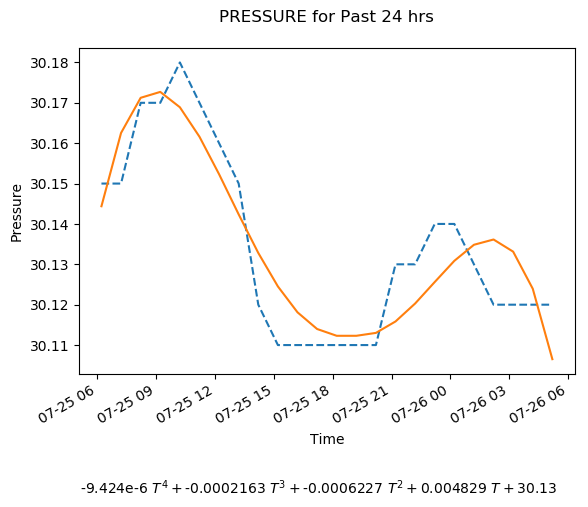 PRESSURE for Past 24 hrs
30.18
30.17
30.16
30.15
30.14
30.13
30.12
30.11
Pressure
07-25 06 07-25 09 07-25 12 07-25 15 07-25 18 07-25 21 07-26 00 07-26 03 07-26 06
Time
-9.424e-6 T⁴ + -0.0002163 T³ + -0.0006227 T² + 0.004829 T + 30.13